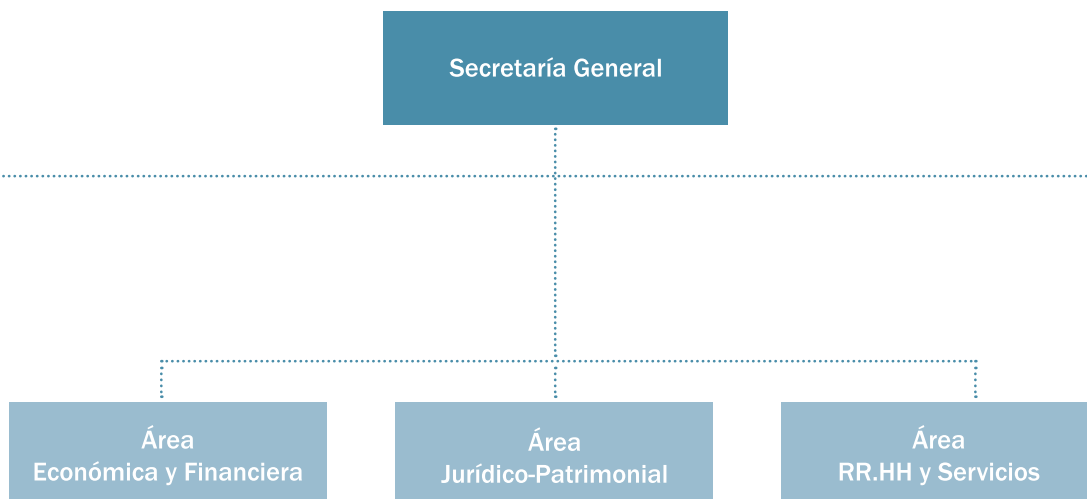 Secretaría General
Área
Económica y Financiera
Área
Jurídico-Patrimonial
Área
RR.HH y Servicios